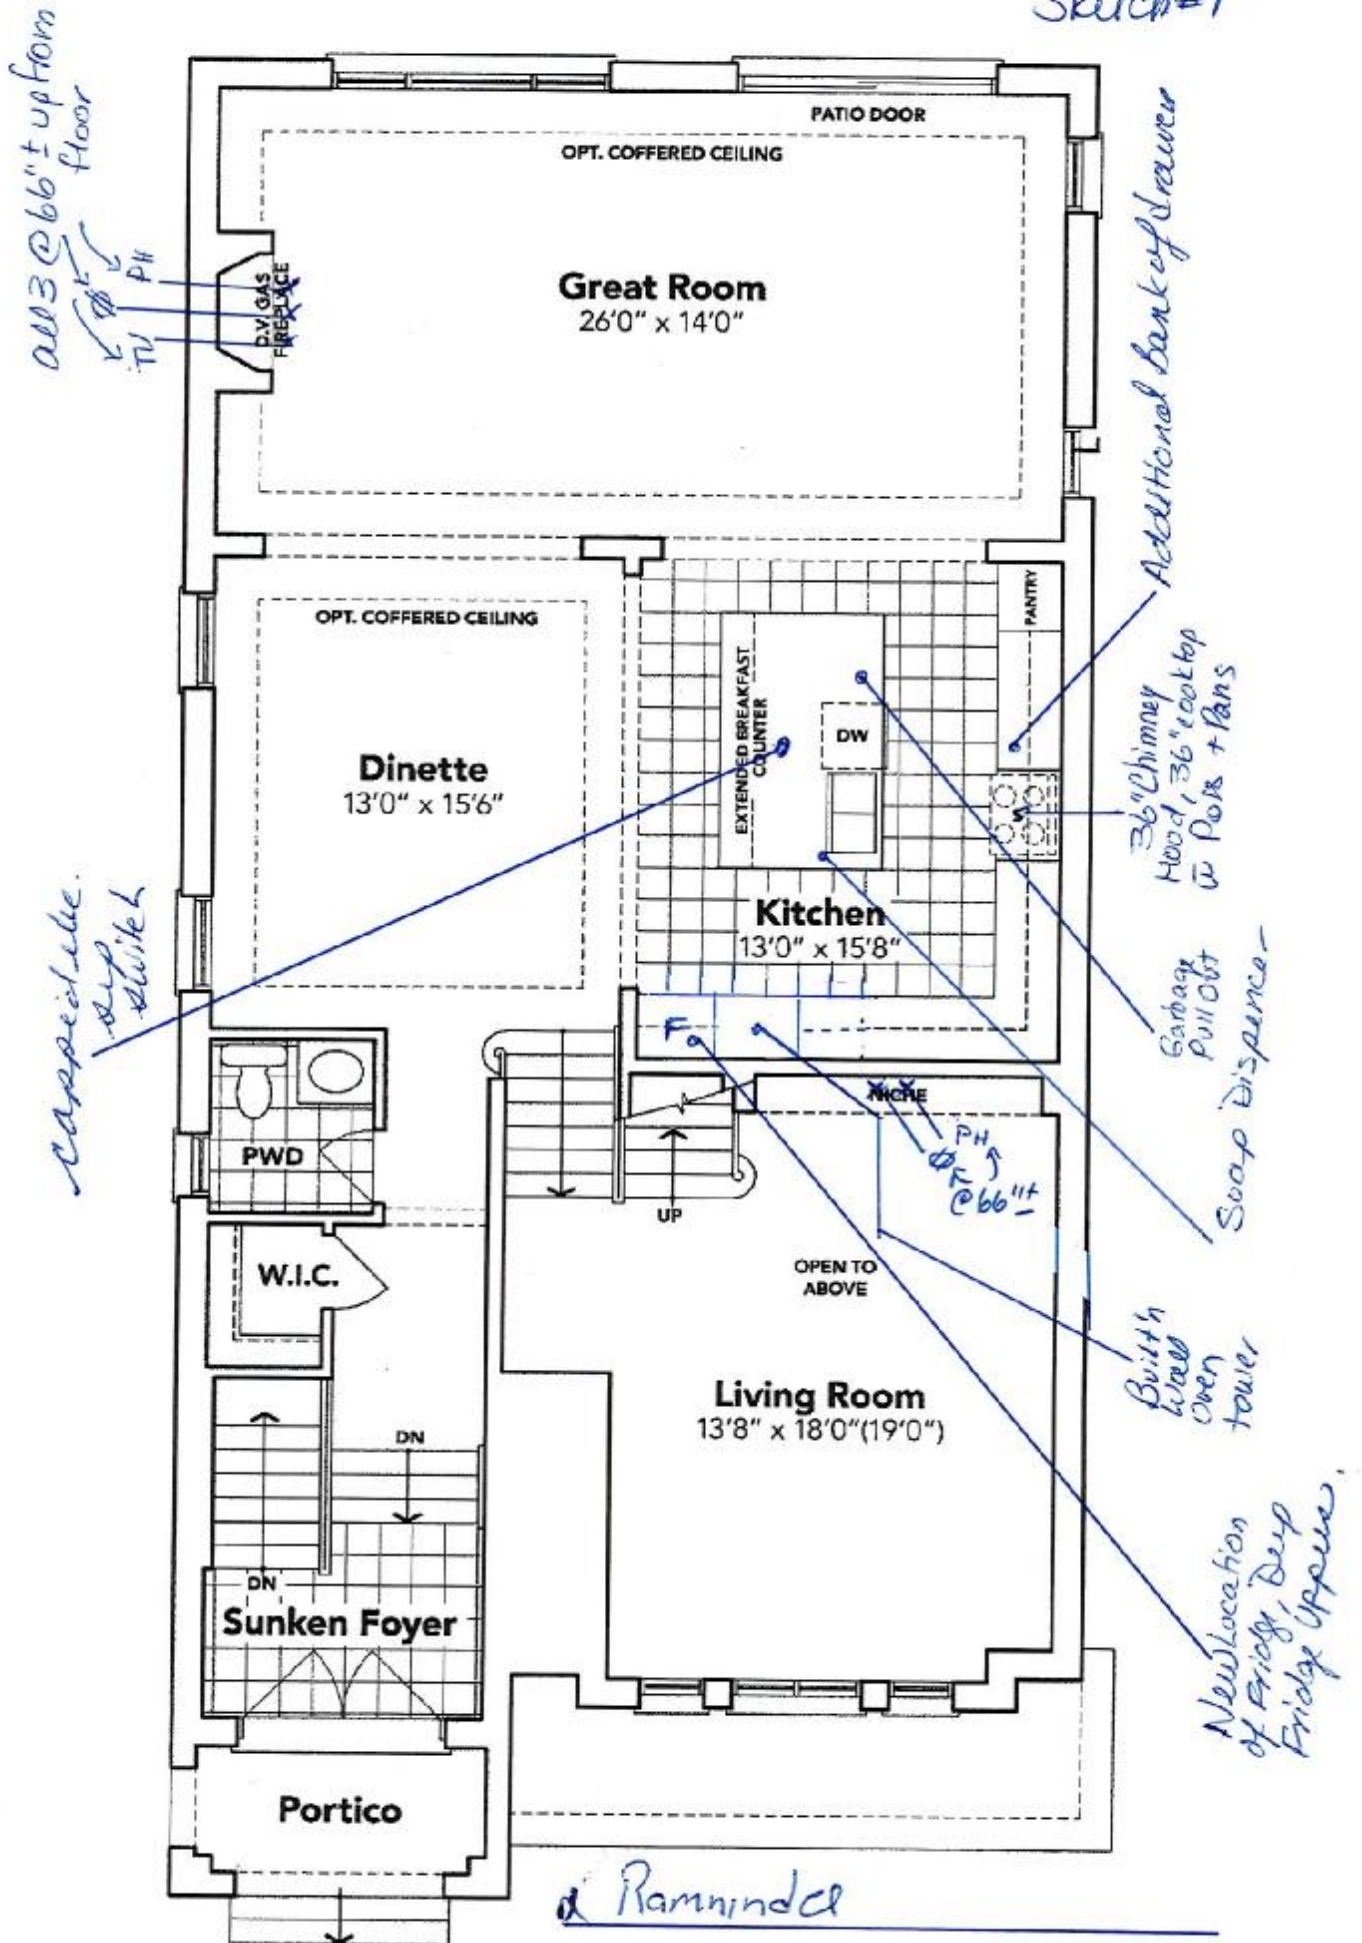 Sketch #1
all 3 @ 66" ± up from
floor
PH
TV
PATIO DOOR
OPT. COFFERED CEILING
D.V. GAS
FIREPLACE
Great Room
26'0" x 14'0"
Additional Bank of drawer
OPT. COFFERED CEILING
PANTRY
EXTENDED BREAKFAST
COUNTER
DW
Dinette
13'0" x 15'6"
36" Chimney
Hood, 36" cooktop
w Pots + Pans
Kitchen
13'0" x 15'8"
switch
Garbage
Pull Out
Soap Dispencer
F
NICHE
PH
@ 66" ±
PWD
UP
W.I.C.
OPEN TO
ABOVE
Built in
Wall
Oven
tower
Living Room
13'8" x 18'0"(19'0")
DN
DN
Sunken Foyer
New Location
of Fridge, Deep
Fridge Uppers.
Portico
Ramninder